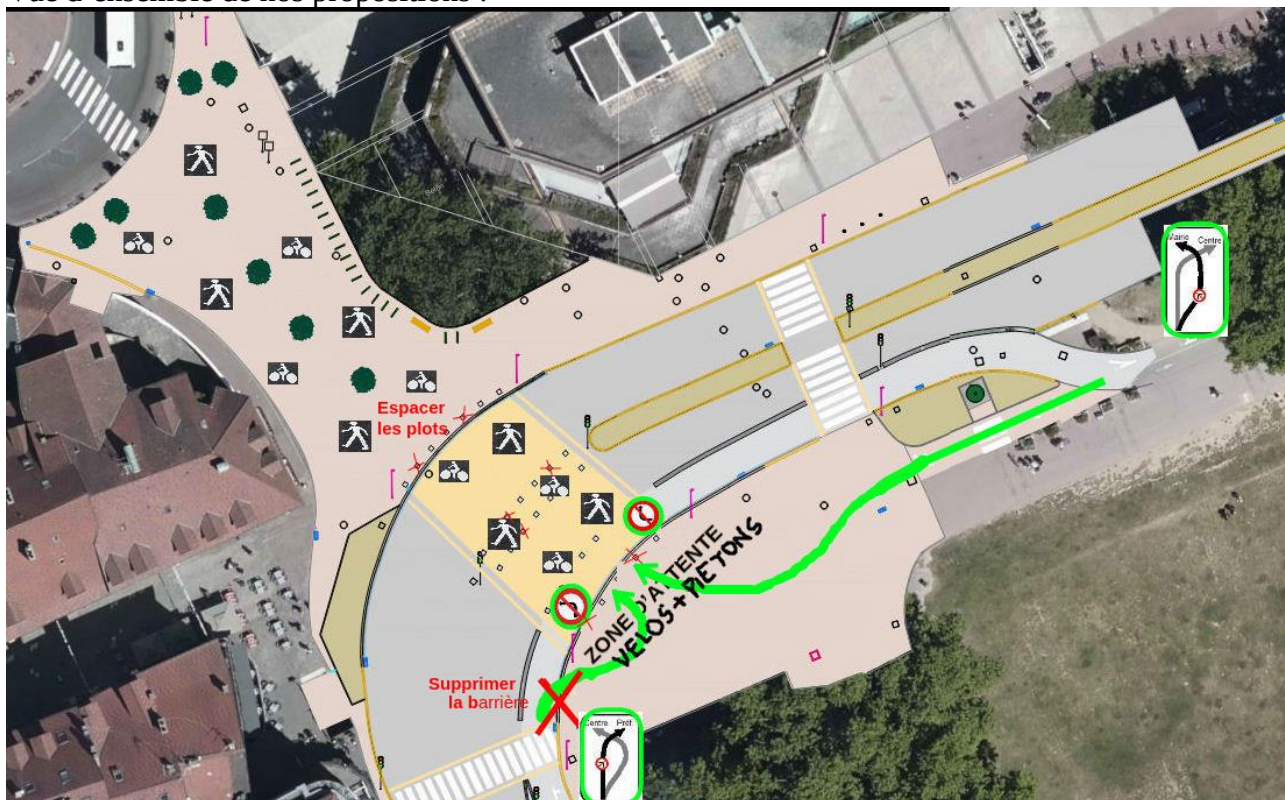 Vue d'ensemble de nos propositions :
Mairie Centre
Espacer
les plots
ZONE D'ATTENTE
VELOS + PIETONS
Supprimer
la barrière
Centre Préf.